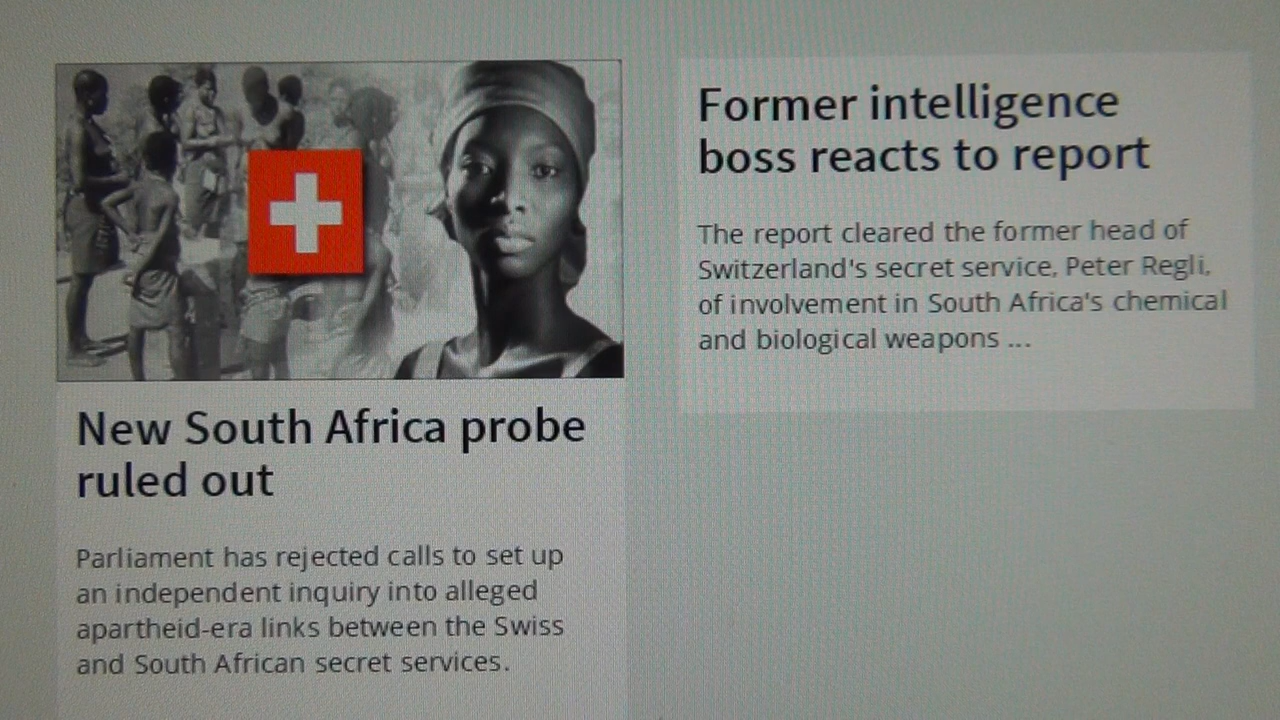 New South Africa probe
ruled out
Parliament has rejected calls to set up
an independent inquiry into alleged
apartheid-era links between the Swiss
and South African secret services.
Former intelligence
boss reacts to report
The report cleared the former head of
Switzerland's secret service, Peter Regli,
of involvement in South Africa's chemical
and biological weapons ...